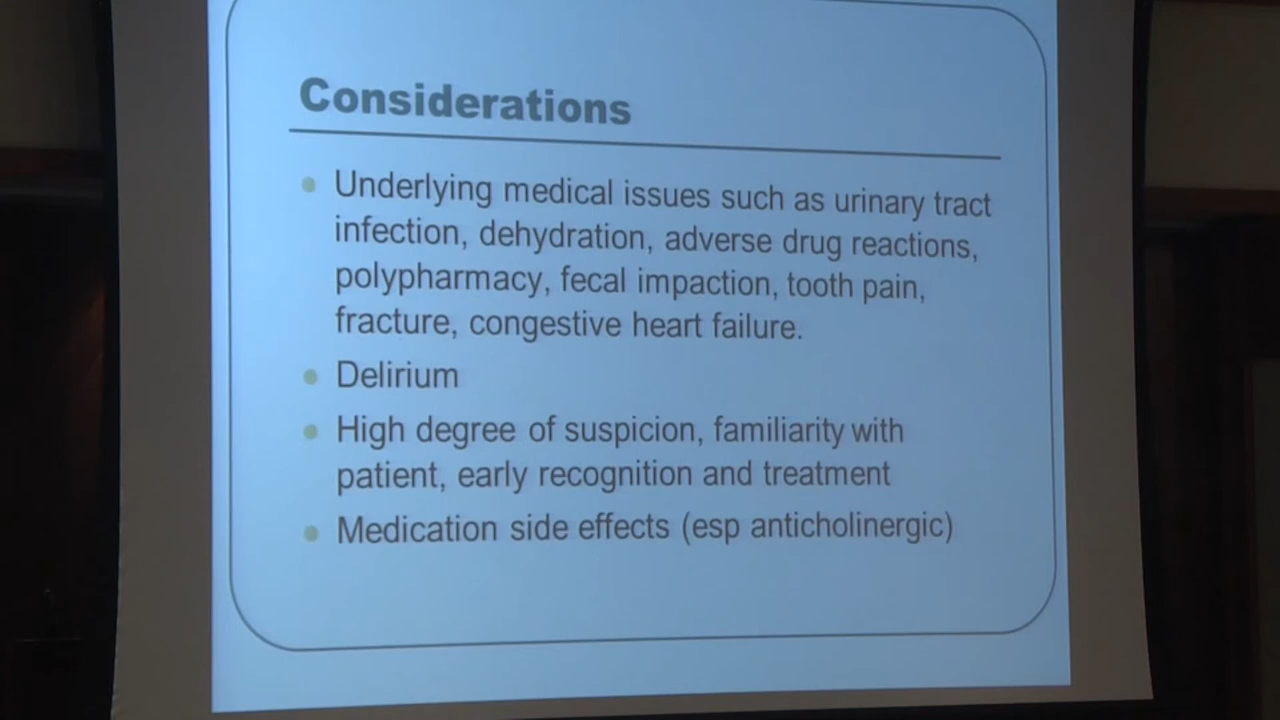 Considerations
Underlying medical issues such as urinary tract
infection, dehydration, adverse drug reactions,
polypharmacy, fecal impaction, tooth pain,
fracture, congestive heart failure.
Delirium
High degree of suspicion, familiarity with
patient, early recognition and treatment
Medication side effects (esp anticholinergic)